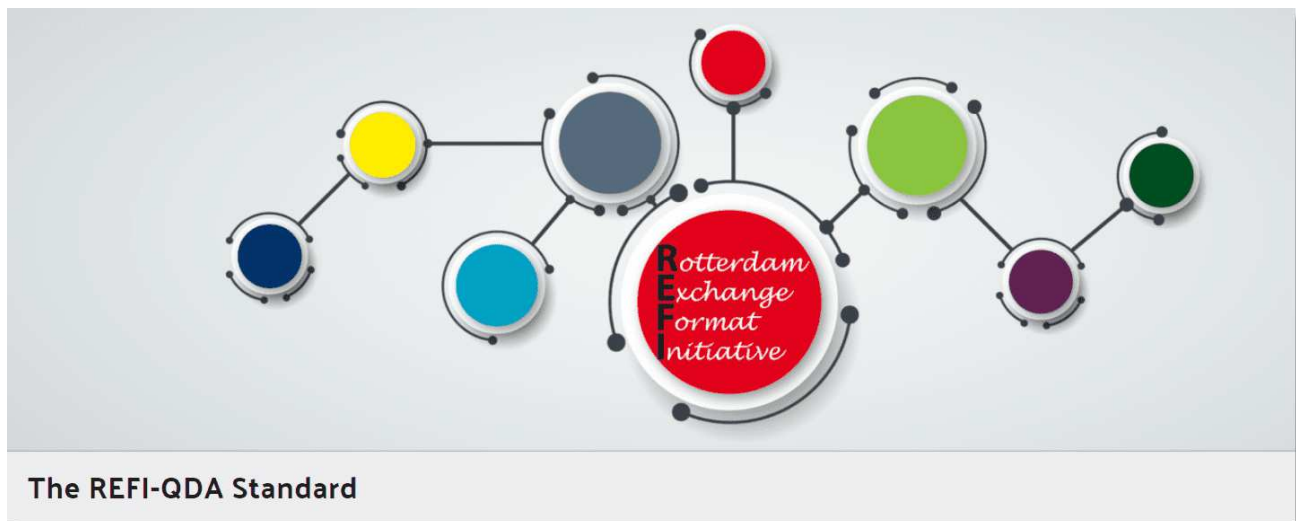 Rotterdam
Exchange
Format
Initiative
The REFI-QDA Standard